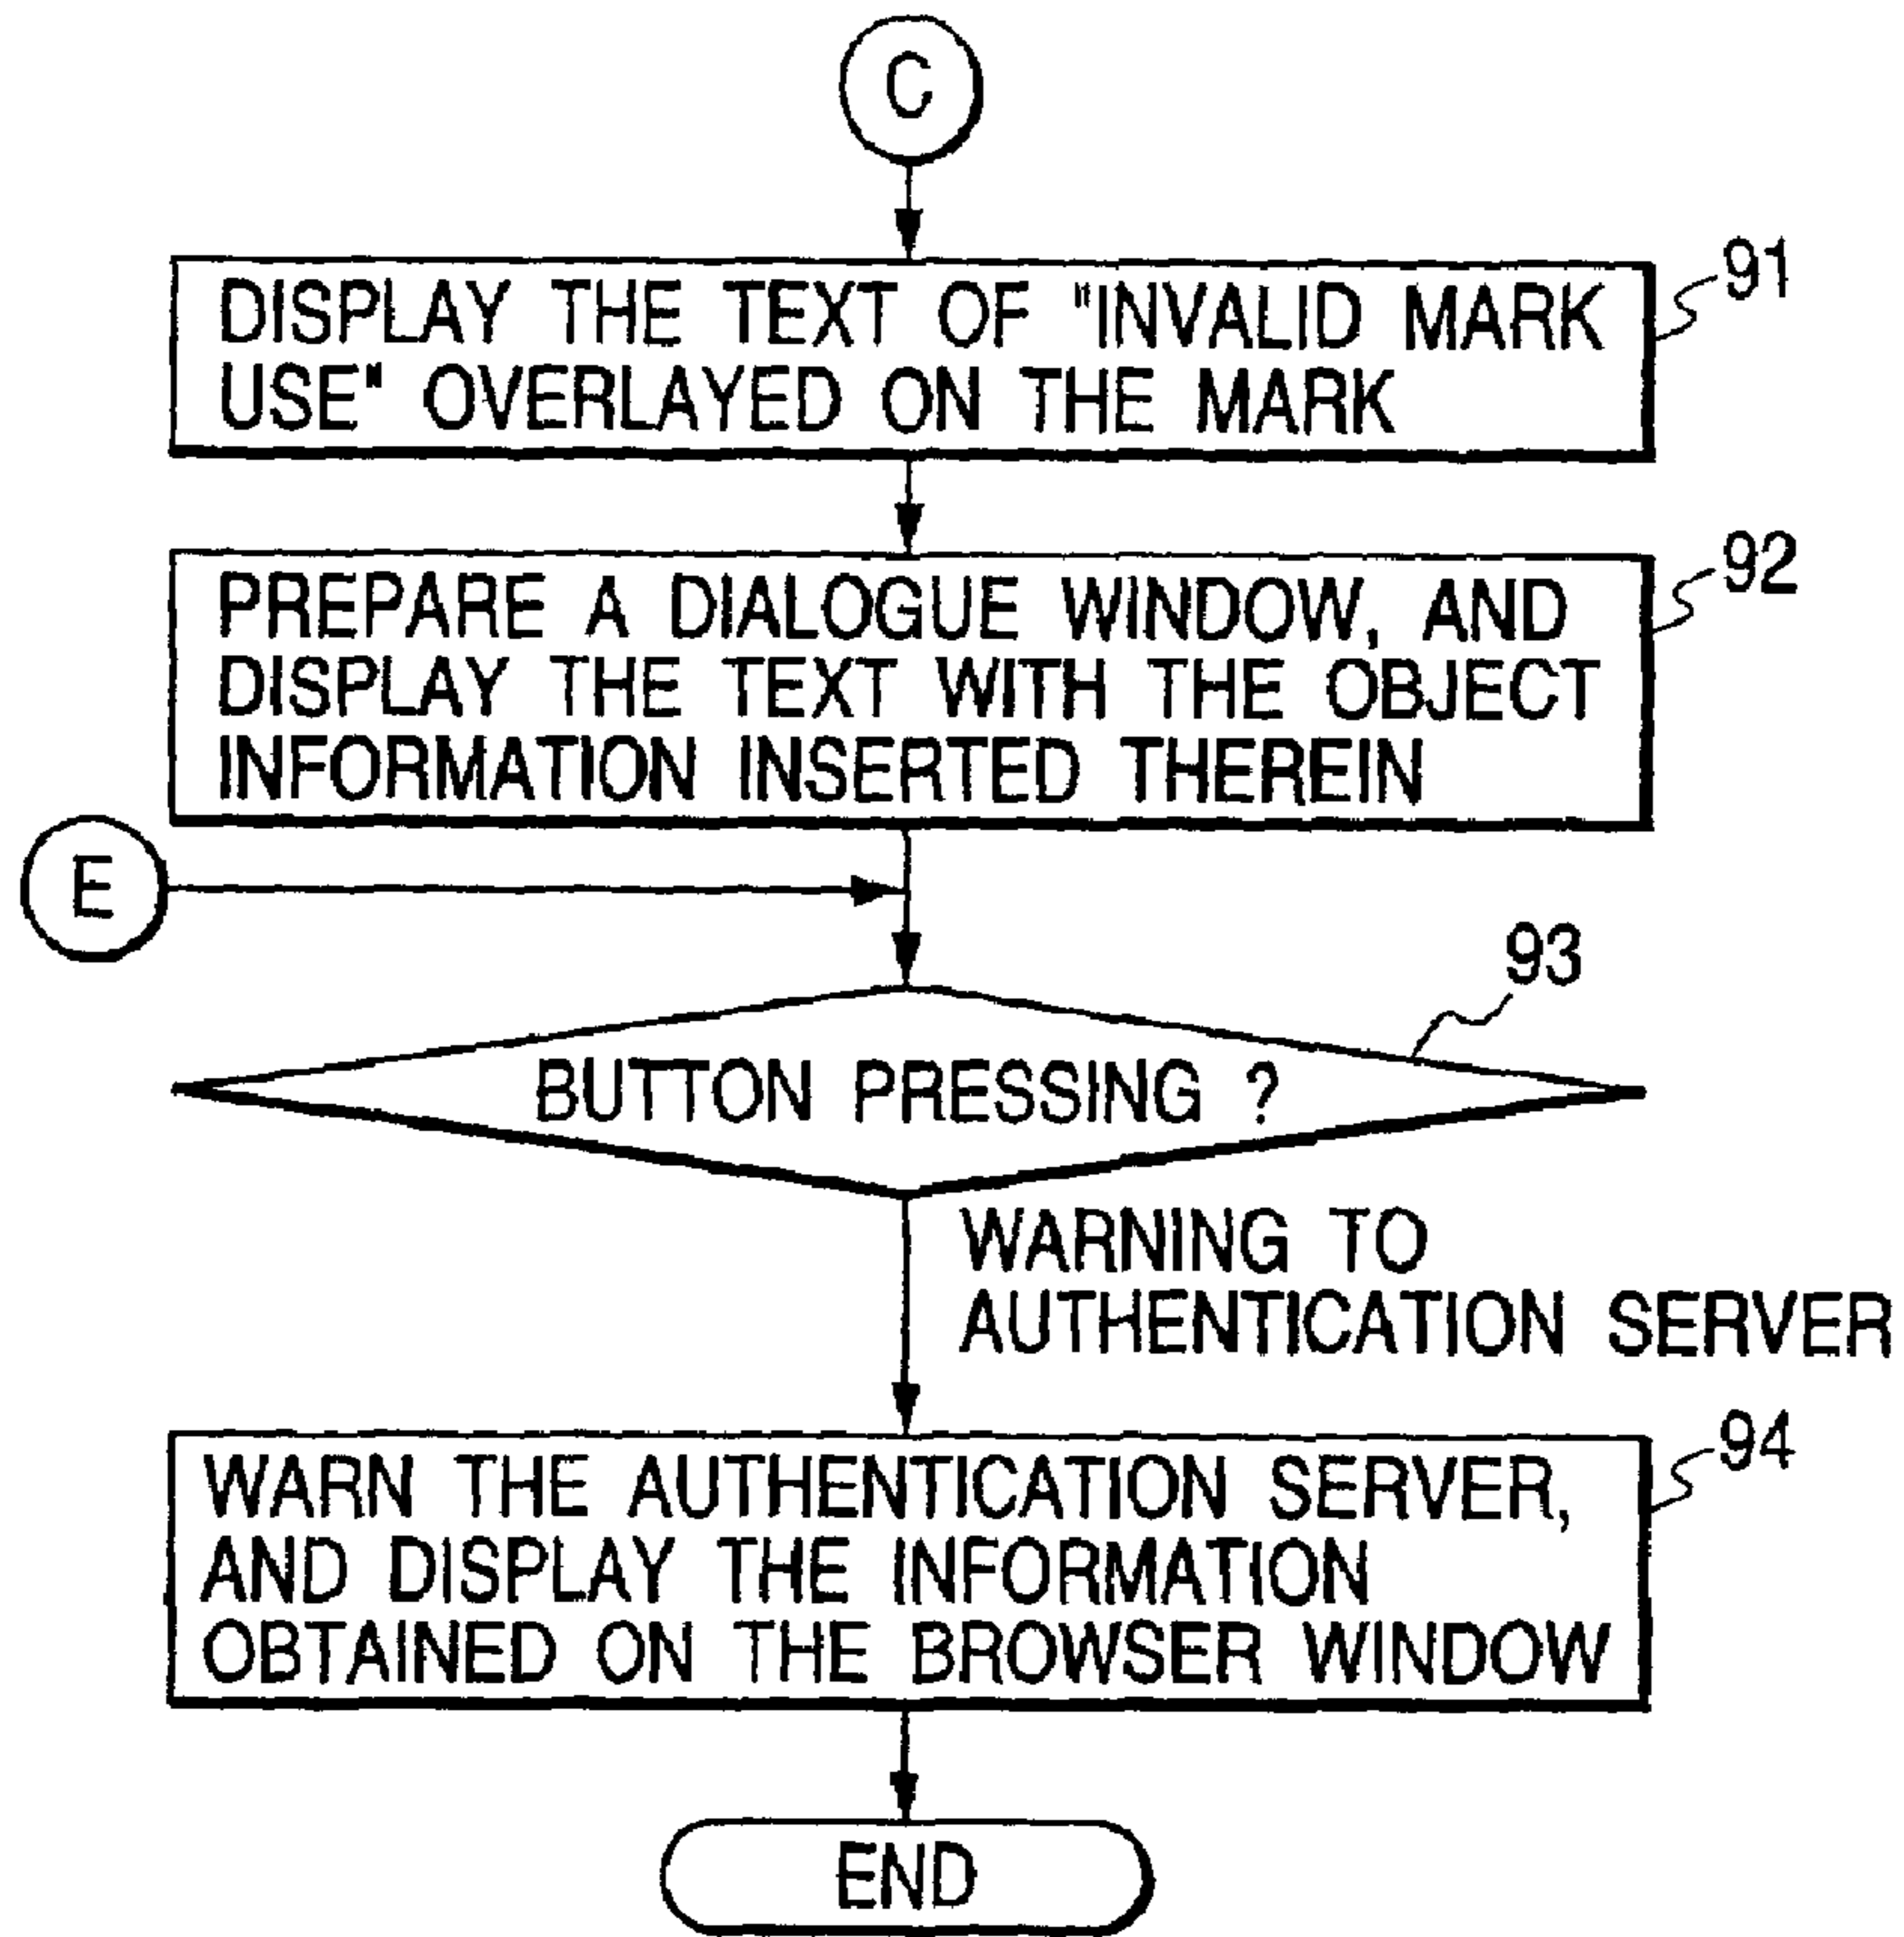 C
DISPLAY THE TEXT OF "INVALID MARK
USE" OVERLAYED ON THE MARK
91
PREPARE A DIALOGUE WINDOW, AND
DISPLAY THE TEXT WITH THE OBJECT
INFORMATION INSERTED THEREIN
92
E
BUTTON PRESSING ?
93
WARNING TO
AUTHENTICATION SERVER
WARN THE AUTHENTICATION SERVER,
AND DISPLAY THE INFORMATION
OBTAINED ON THE BROWSER WINDOW
94
END